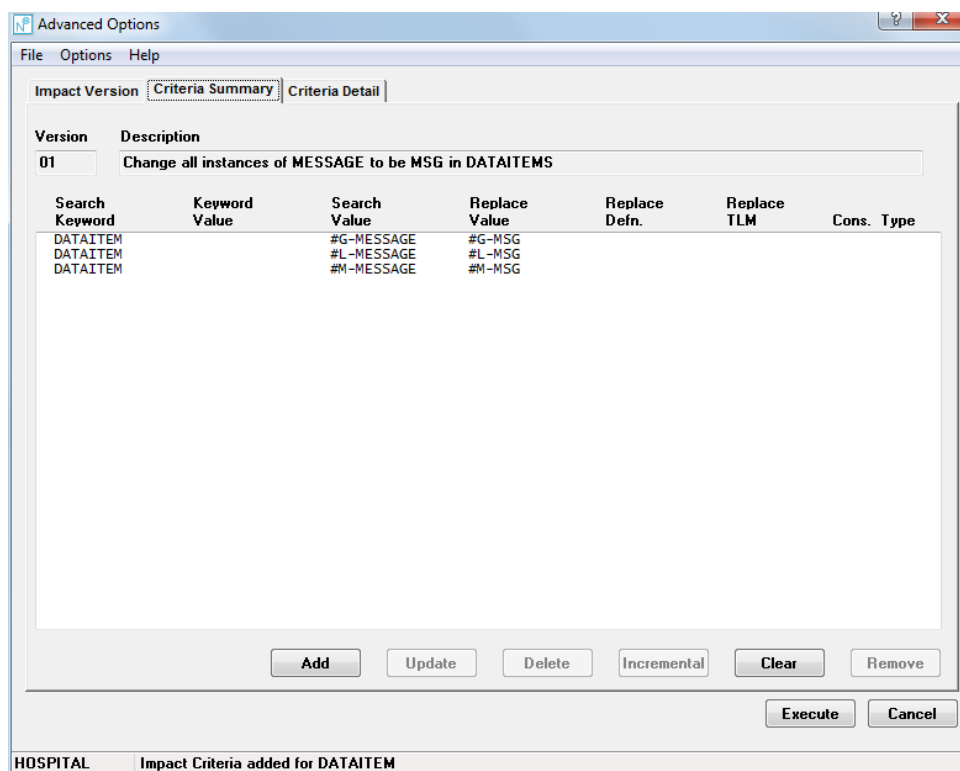 Advanced Options
File Options Help
Impact Version Criteria Summary Criteria Detail
Version Description
01 Change all instances of MESSAGE to be MSG in DATAITEMS
Search Keyword Search Replace Replace Replace
Keyword Value Value Value Defn. TLM Cons. Type
DATAITEM #G-MESSAGE #G-MSG
DATAITEM #L-MESSAGE #L-MSG
DATAITEM #M-MESSAGE #M-MSG
Add Update Delete Incremental Clear Remove
Execute Cancel
HOSPITAL Impact Criteria added for DATAITEM